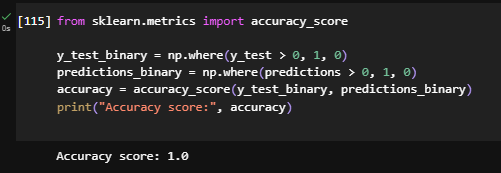 [115] from sklearn.metrics import accuracy_score
0s
y_test_binary = np.where(y_test > 0, 1, 0)
predictions_binary = np.where(predictions > 0, 1, 0)
accuracy = accuracy_score(y_test_binary, predictions_binary)
print("Accuracy score:", accuracy)
Accuracy score: 1.0